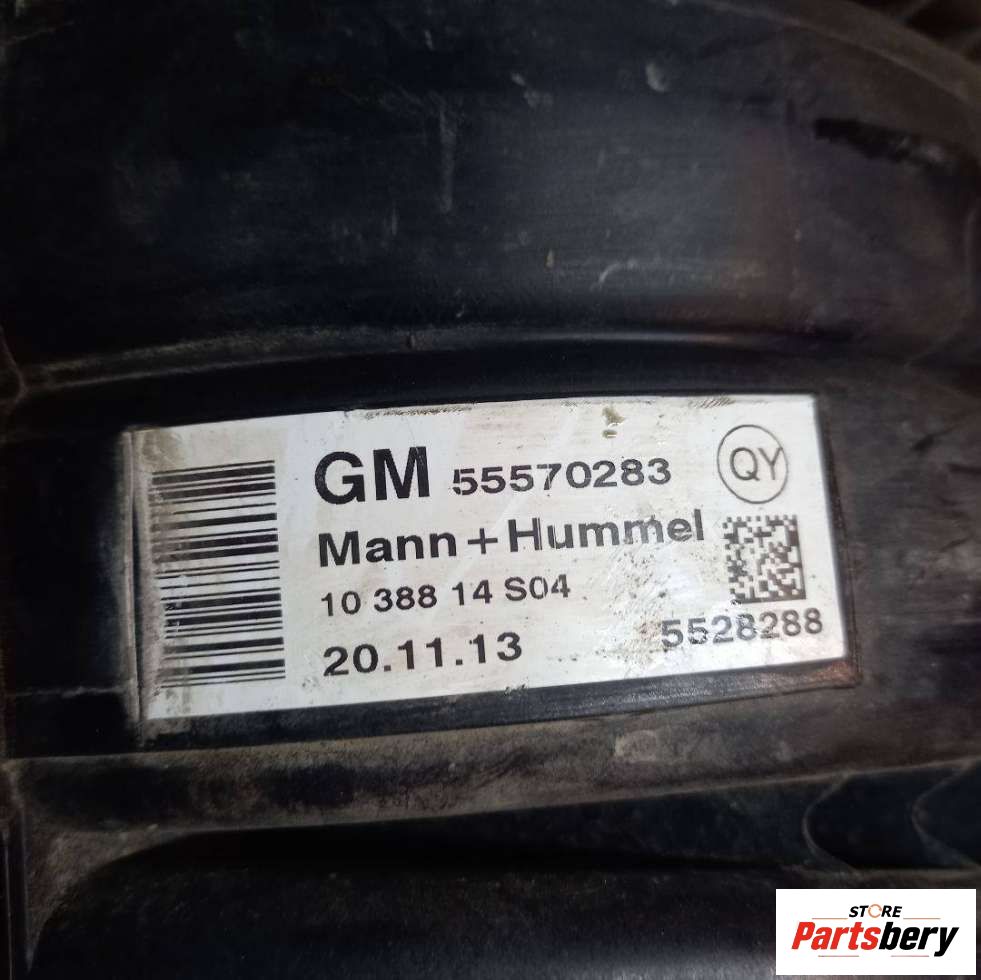 GM 55570283
QY
Mann+Hummel
10 388 14 S04
20.11.13
5528288
STORE
Partsbery